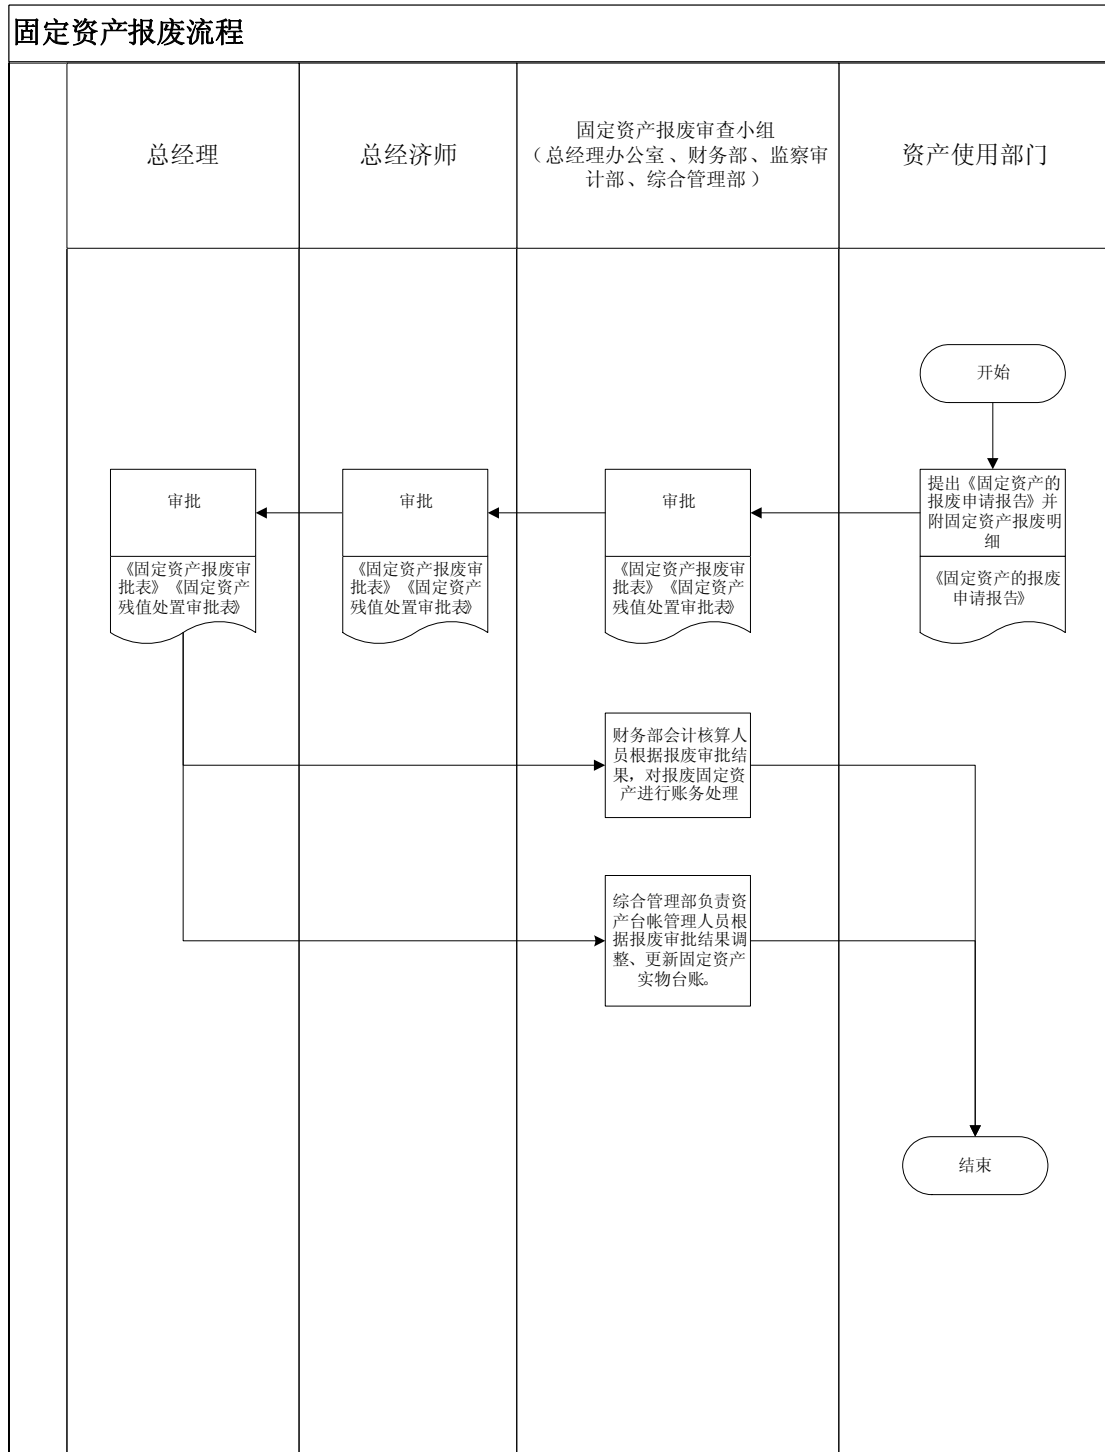 固定资产报废流程
总经理
总经济师
固定资产报废审查小组
（总经理办公室、财务部、监察审
计部、综合管理部）
资产使用部门
开始
审批
《固定资产报废审
批表》《固定资产
残值处置审批表》
审批
《固定资产报废审
批表》《固定资产
残值处置审批表》
审批
《固定资产报废审
批表》《固定资产
残值处置审批表》
提出《固定资产的
报废申请报告》并
附固定资产报废明
细
《固定资产的报废
申请报告》
财务部会计核算人
员根据报废审批结
果，对报废固定资
产进行账务处理
综合管理部负责资
产台帐管理人员根
据报废审批结果调
整、更新固定资产
实物台账。
结束